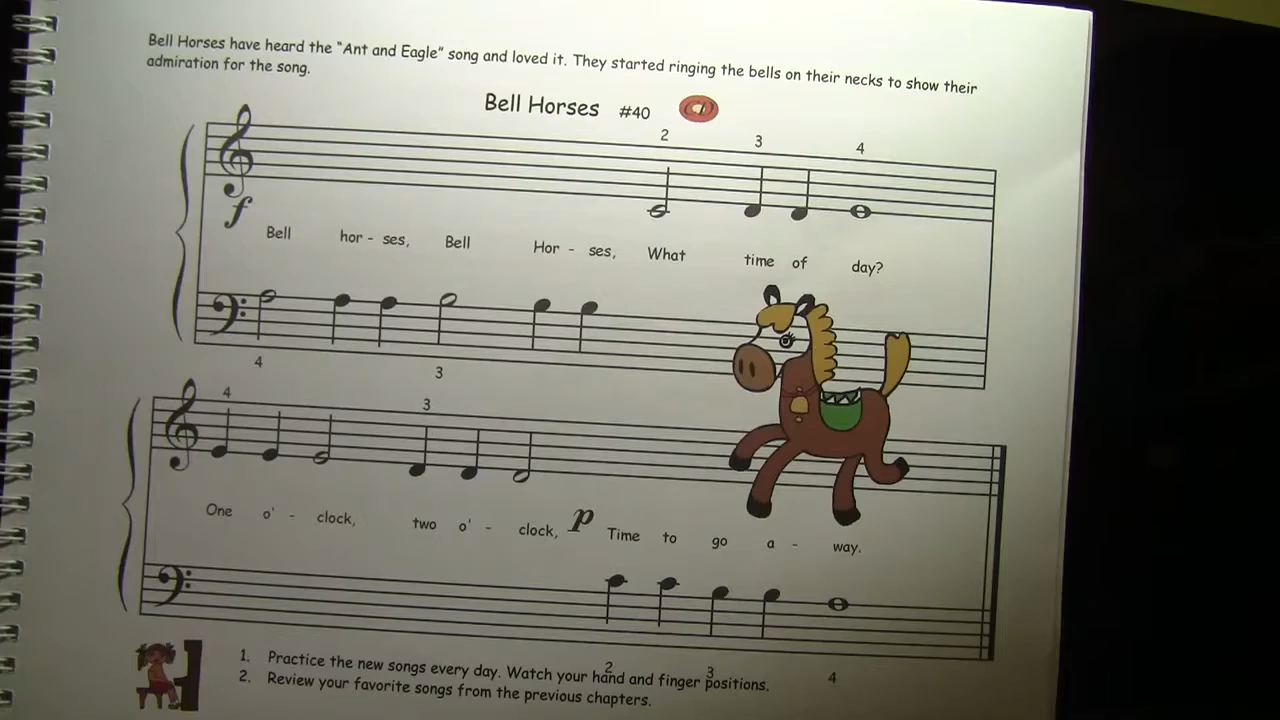 Bell Horses have heard the "Ant and Eagle" song and loved it. They started ringing the bells on their necks to show their
admiration for the song.
Bell Horses #40
2 3 4
f
Bell hor - ses, Bell Hor - ses, What time of day?
4 3
4 3
One o' - clock, two o' - clock, p Time to go a - way.
2 3 4
1. Practice the new songs every day. Watch your hand and finger positions.
2. Review your favorite songs from the previous chapters.